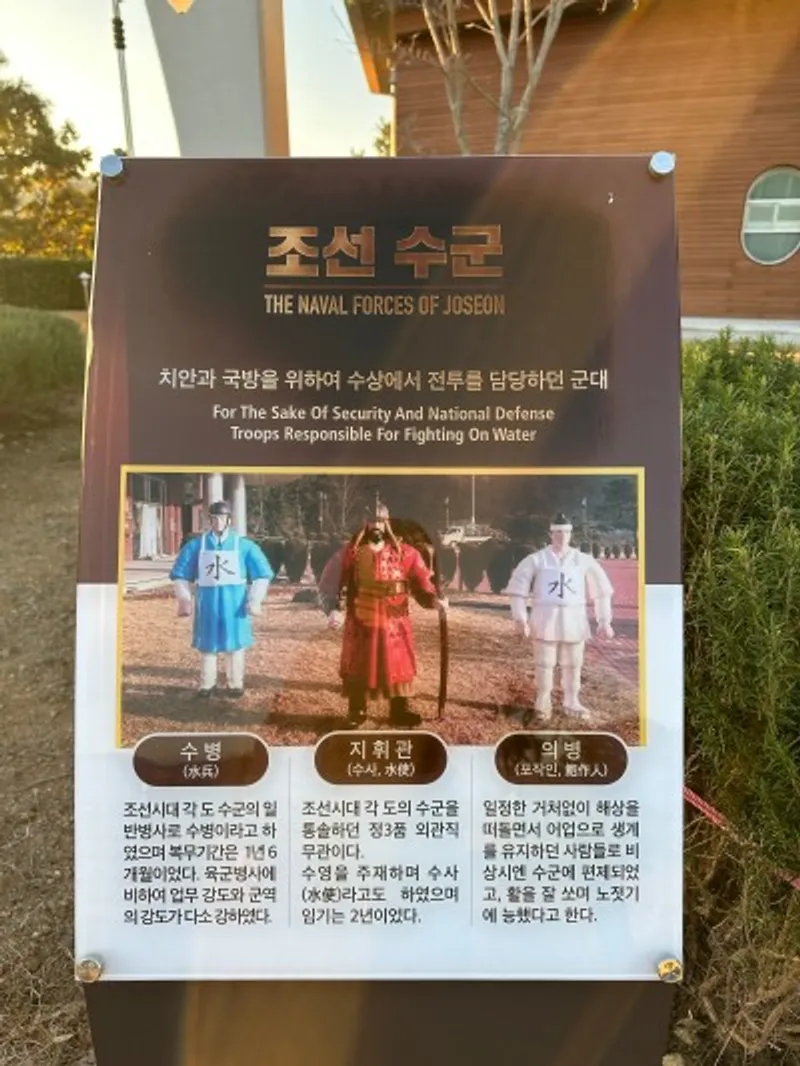 조선 수군
THE NAVAL FORCES OF JOSEON
치안과 국방을 위하여 수상에서 전투를 담당하던 군대
For The Sake Of Security And National Defense
Troops Responsible For Fighting On Water
水
水
수병
(水兵)
조선시대 각 도 수군의 일
반병사로 수병이라고 하
였으며 복무기간은 1년 6
개월이었다. 육군병사에
비하여 업무 강도와 군역
의 강도가 다소 강하였다.
지휘관
(수사, 水使)
조선시대 각 도의 수군을
통솔하던 정3품 외관직
무관이다.
수영을 주재하며 수사
(水使)라고도 하였으며
임기는 2년이었다.
의병
(포작인, 鮑作人)
일정한 거처없이 해상을
떠돌면서 어업으로 생계
를 유지하던 사람들로 비
상시엔 수군에 편제되었
고, 활을 잘 쏘며 노젓기
에 능했다고 한다.